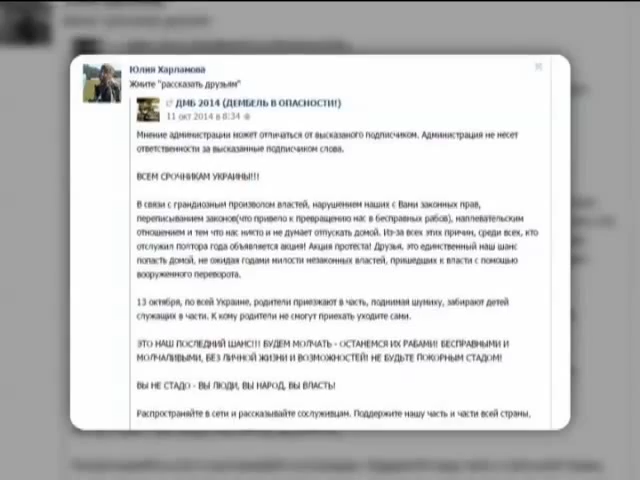 Юлия Харламова
Жмите "рассказать друзьям"
ДМБ 2014 (ДЕМБЕЛЬ В ОПАСНОСТИ!)
11 окт 2014 в 8:34
Мнение администрации может отличаться от высказаного подписчиком. Администрация не несет
ответственности за высказанные подписчиком слова.
ВСЕМ СРОЧНИКАМ УКРАИНЫ!!!
В связи с грандиозным произволом властей, нарушением наших с Вами законных прав,
переписыванием законов(что привело к превращению нас в бесправных рабов), наплевательским
отношением и тем что нас никто и не думает отпускать домой. Из-за всех этих причин, среди всех, кто
отслужил полтора года объявляется акция! Акция протеста! Друзья, это единственный наш шанс
попасть домой, не ожидая годами милости незаконных властей, пришедших к власти с помощью
вооруженного переворота.
13 октября, по всей Украине, родители приезжают в часть, поднимая шумиху, забирают детей
служащих в части. К кому родители не смогут приехать уходите сами.
ЭТО НАШ ПОСЛЕДНИЙ ШАНС!!! БУДЕМ МОЛЧАТЬ - ОСТАНЕМСЯ ИХ РАБАМИ! БЕСПРАВНЫМИ И
МОЛЧАЛИВЫМИ, БЕЗ ЛИЧНОЙ ЖИЗНИ И ВОЗМОЖНОСТЕЙ! НЕ БУДЬТЕ ПОКОРНЫМ СТАДОМ!
ВЫ НЕ СТАДО - ВЫ ЛЮДИ, ВЫ НАРОД, ВЫ ВЛАСТЬ!
Распространяйте в сети и рассказывайте сослуживцам. Поддержите нашу часть и части всей страны,